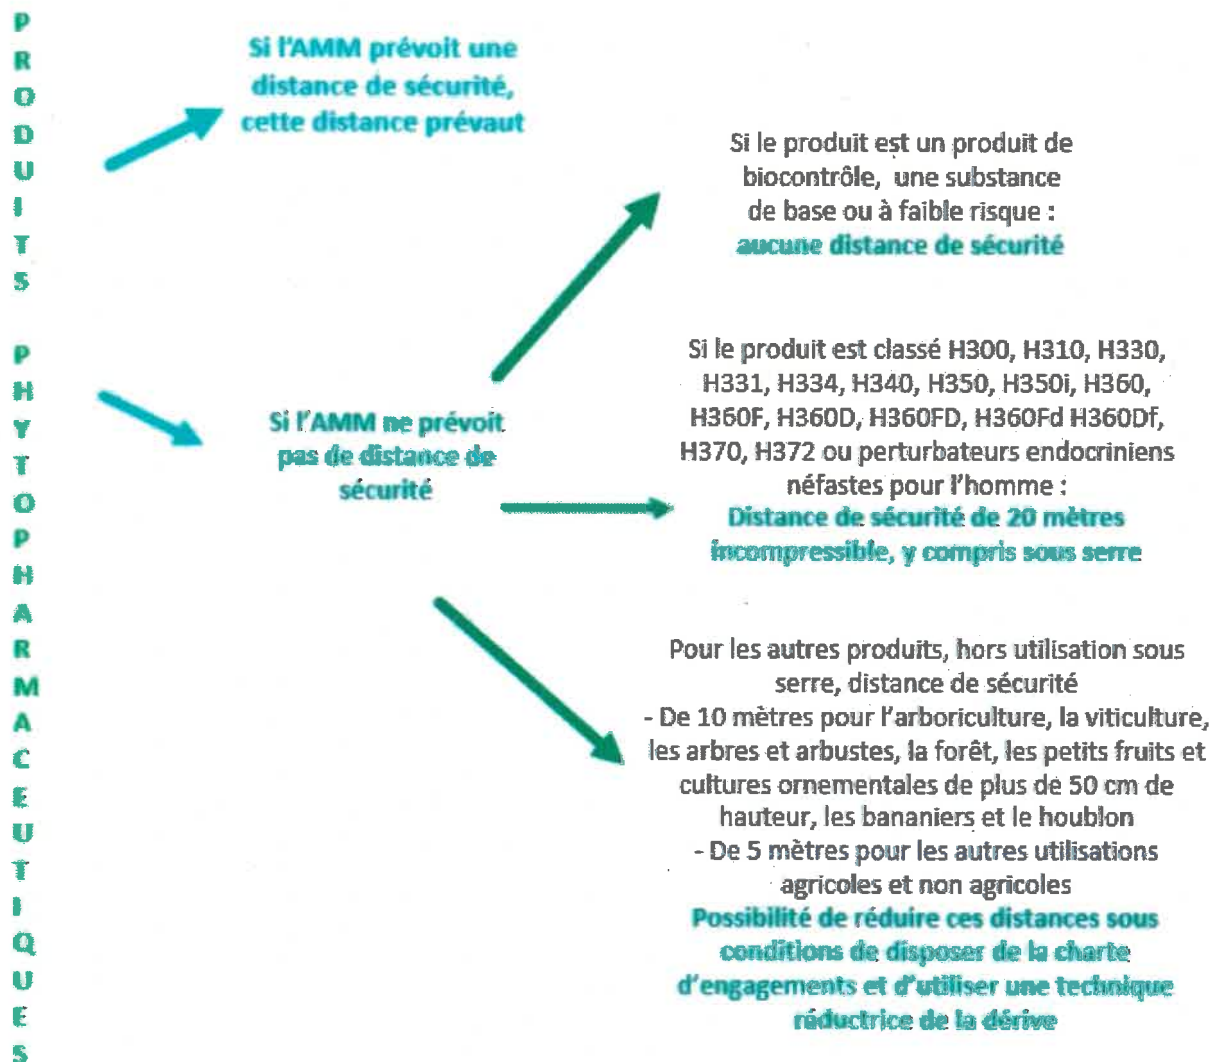 PRODUITS PHYTOPHARMACEUTIQUES
Si l'AMM prévoit une
distance de sécurité,
cette distance prévaut
Si l'AMM ne prévoit
pas de distance de
sécurité
Si le produit est un produit de
biocontrôle, une substance
de base ou à faible risque :
aucune distance de sécurité
Si le produit est classé H300, H310, H330,
H331, H334, H340, H350, H350i, H360,
H360F, H360D, H360FD, H360Fd H360Df,
H370, H372 ou perturbateurs endocriniens
néfastes pour l'homme :
Distance de sécurité de 20 mètres
incompressible, y compris sous serre
Pour les autres produits, hors utilisation sous
serre, distance de sécurité
- De 10 mètres pour l'arboriculture, la viticulture,
les arbres et arbustes, la forêt, les petits fruits et
cultures ornementales de plus de 50 cm de
hauteur, les bananiers et le houblon
- De 5 mètres pour les autres utilisations
agricoles et non agricoles
Possibilité de réduire ces distances sous
conditions de disposer de la charte
d'engagements et d'utiliser une technique
réductrice de la dérive